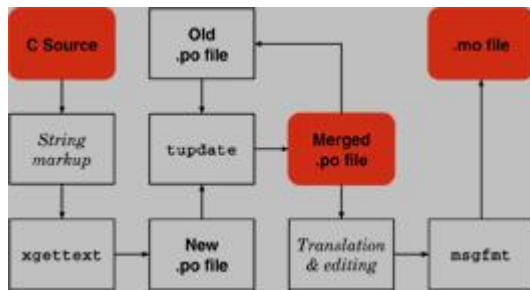 C Source
Old
.po file
.mo file
String
markup
tupdate
Merged
.po file
xgettext
New
.po file
Translation
& editing
msgfmt